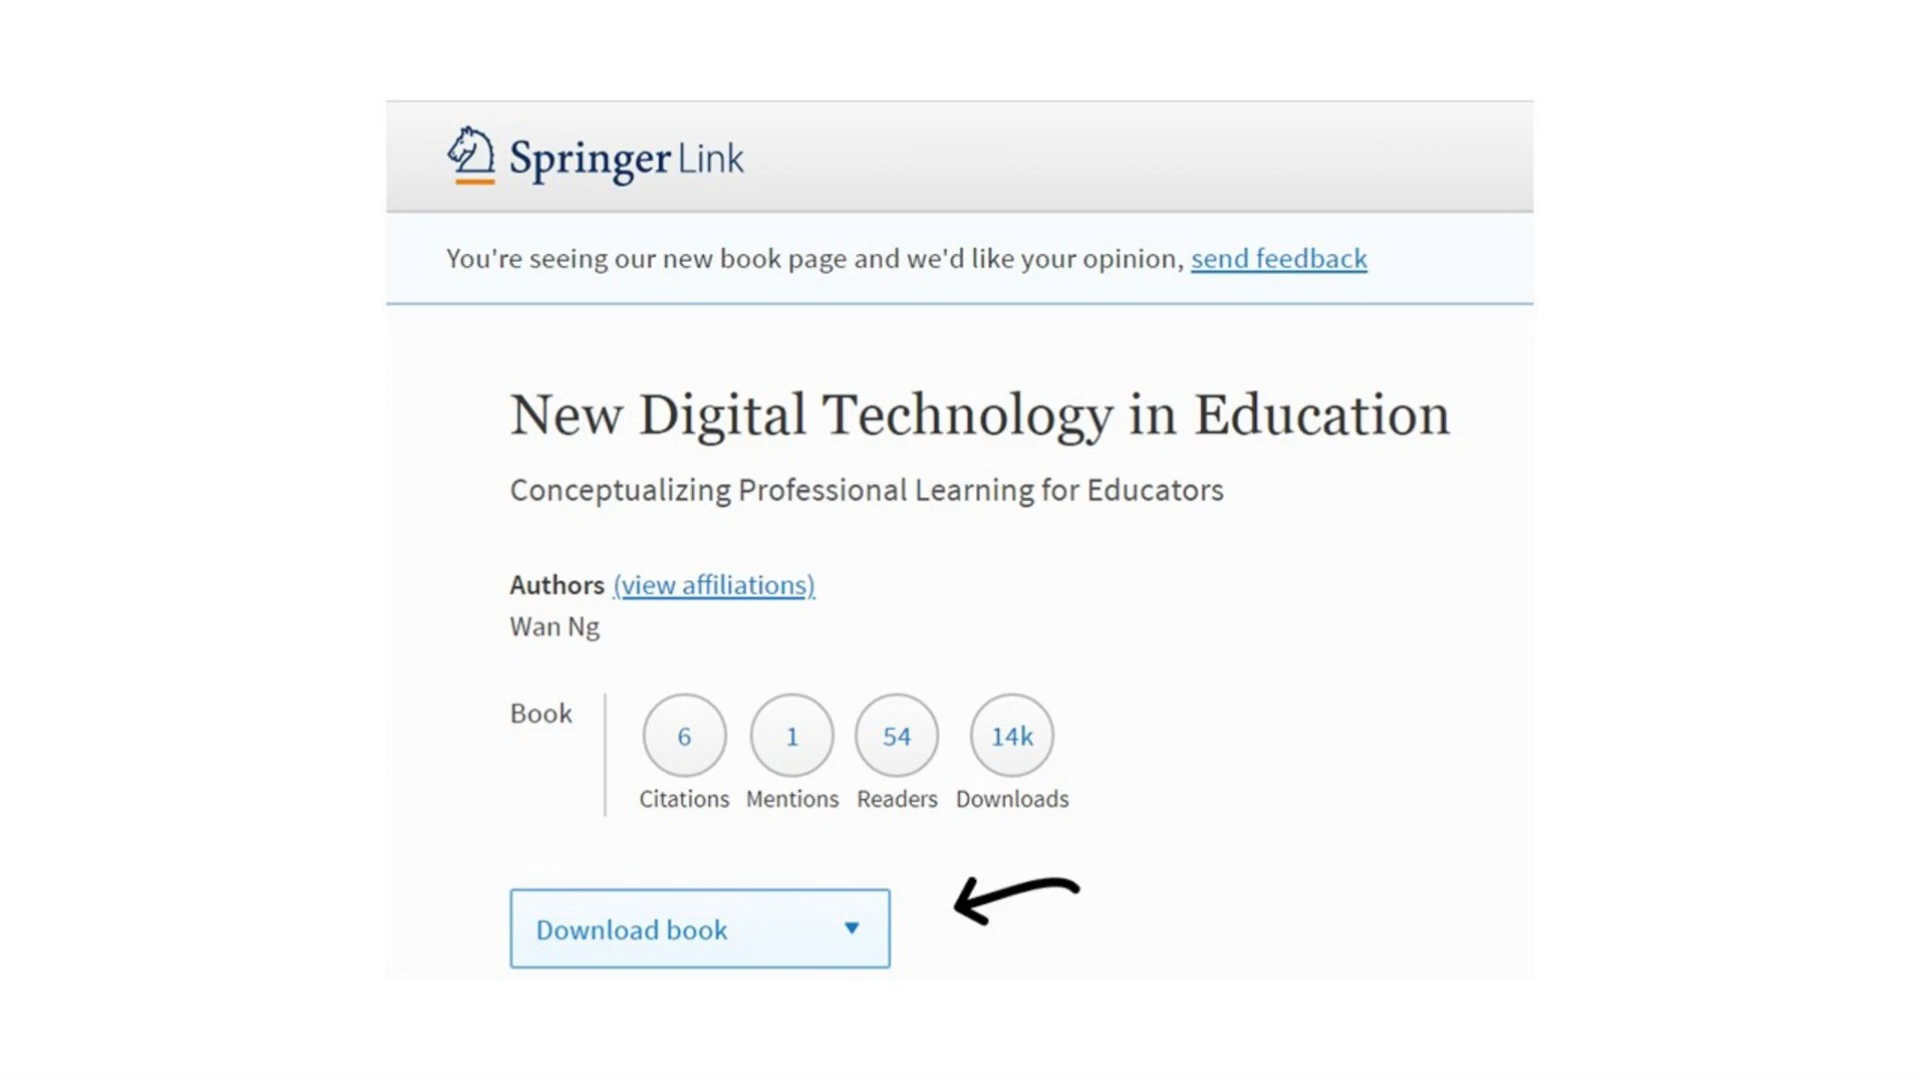 Springer Link
You're seeing our new book page and we'd like your opinion, send feedback
New Digital Technology in Education
Conceptualizing Professional Learning for Educators
Authors (view affiliations)
Wan Ng
Book
6 1 54 14k
Citations Mentions Readers Downloads
Download book